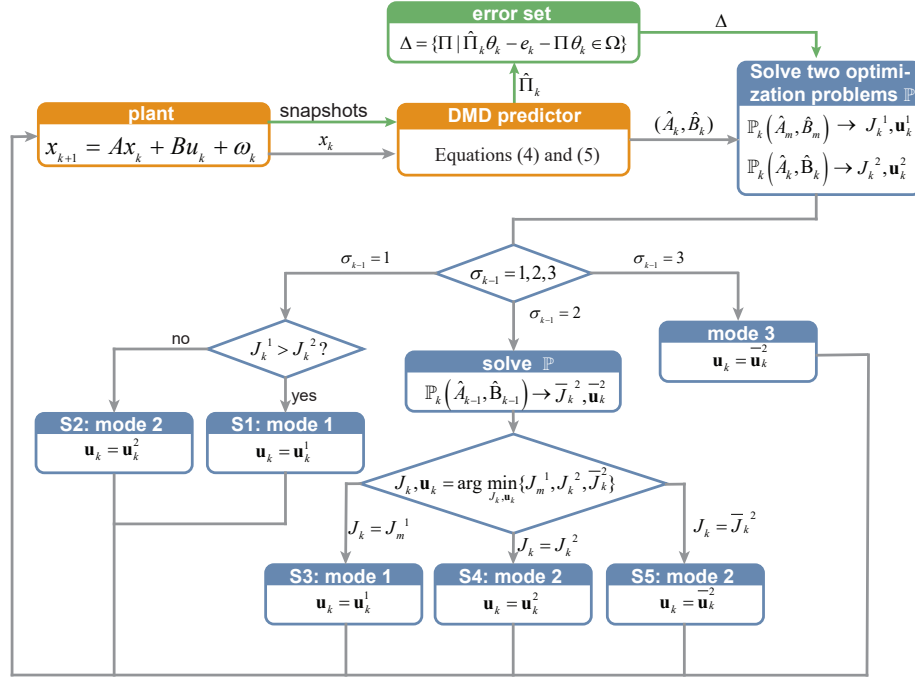 error set
Δ = {Π | Π̂ₖθₖ − eₖ − Πθₖ ∈ Ω}
Δ
Π̂ₖ
plant
xₖ₊₁ = Axₖ + Buₖ + ωₖ
snapshots
xₖ
DMD predictor
Equations (4) and (5)
(Âₖ, B̂ₖ)
Solve two optimi-
zation problems ℙ
ℙₖ(Âₘ, B̂ₘ) → Jₖ¹, 𝐮ₖ¹
ℙₖ(Âₖ, B̂ₖ) → Jₖ², 𝐮ₖ²
σₖ₋₁ = 1
σₖ₋₁ = 1,2,3
σₖ₋₁ = 3
σₖ₋₁ = 2
no
Jₖ¹ > Jₖ² ?
yes
solve ℙ
ℙₖ(Âₖ₋₁, B̂ₖ₋₁) → J̅ₖ², 𝐮̅ₖ²
mode 3
𝐮ₖ = 𝐮̅ₖ²
S2: mode 2
𝐮ₖ = 𝐮ₖ²
S1: mode 1
𝐮ₖ = 𝐮ₖ¹
Jₖ, 𝐮ₖ = arg min{Jₘ¹, Jₖ², J̅ₖ²}
Jₖ, 𝐮ₖ
Jₖ = Jₘ¹
Jₖ = Jₖ²
Jₖ = J̅ₖ²
S3: mode 1
𝐮ₖ = 𝐮ₖ¹
S4: mode 2
𝐮ₖ = 𝐮ₖ²
S5: mode 2
𝐮ₖ = 𝐮̅ₖ²